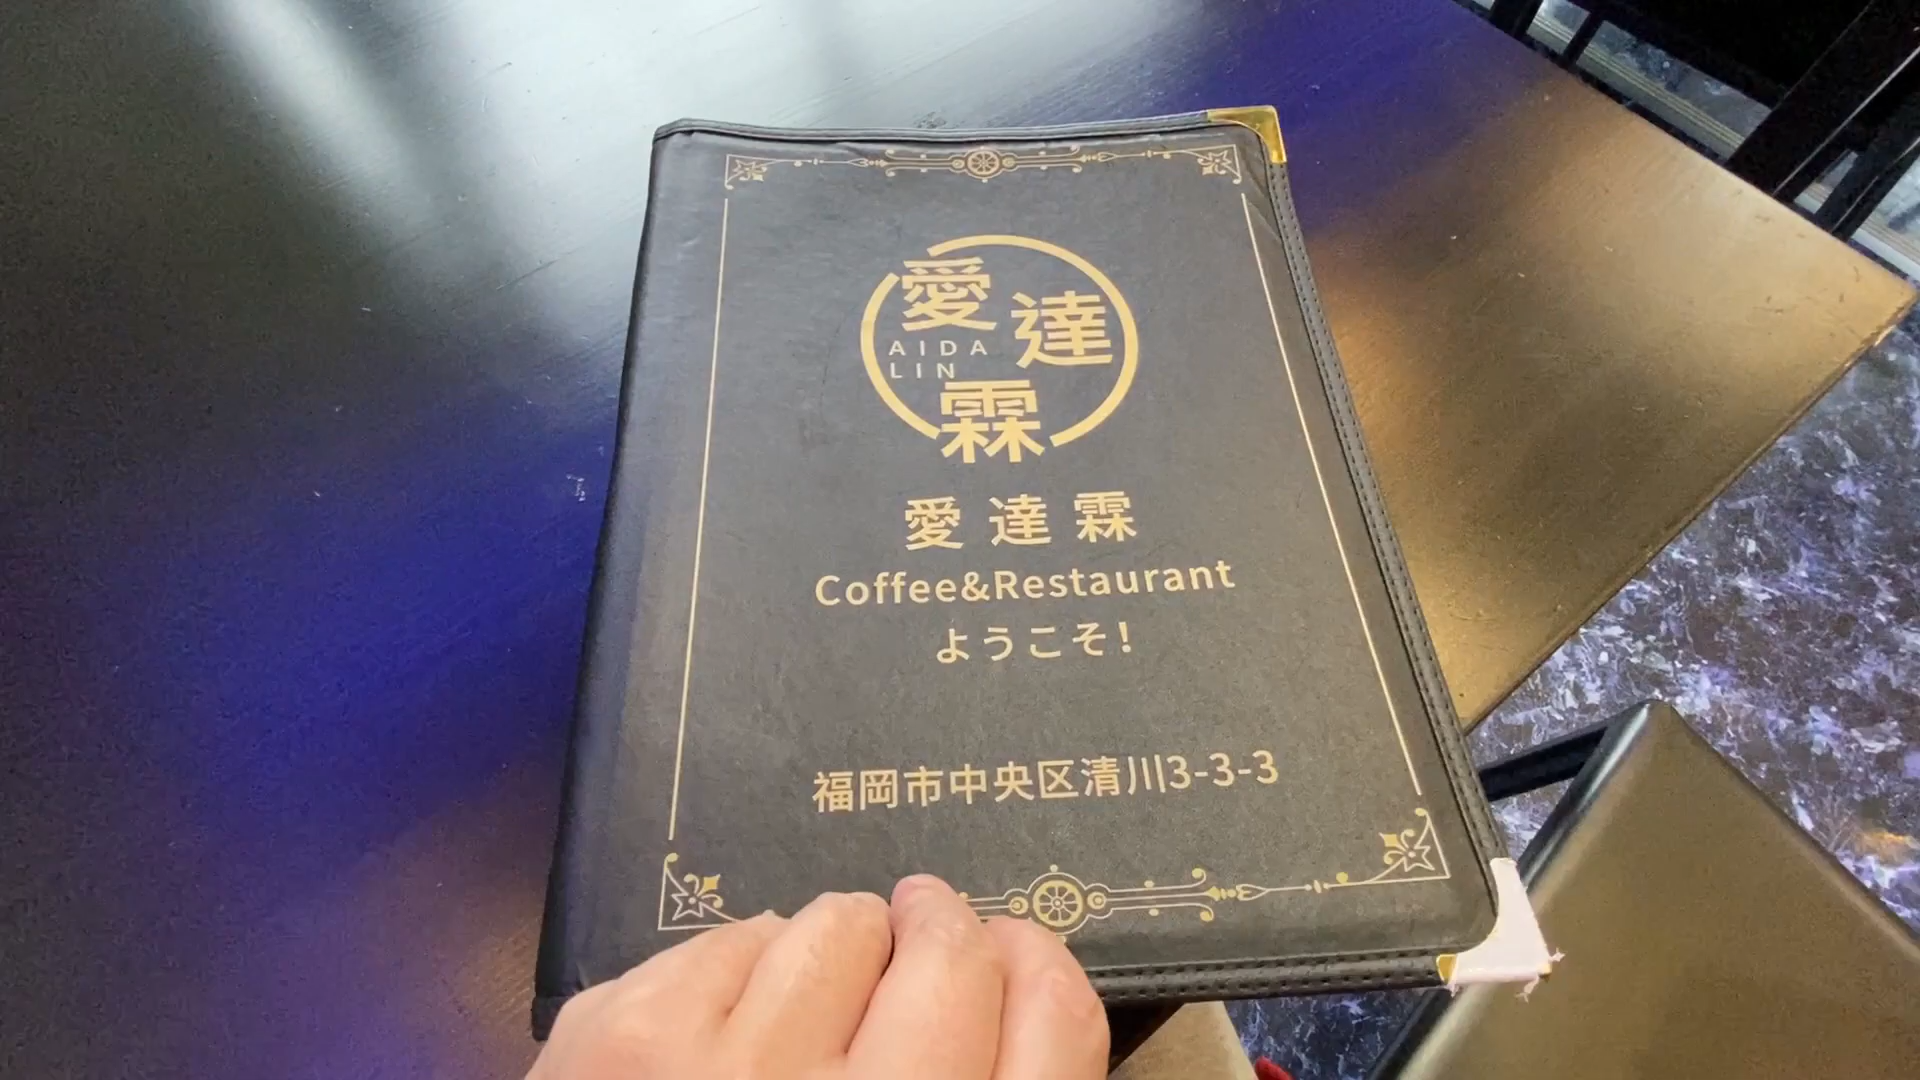 愛
達
AIDA
LIN
霖
愛達霖
Coffee&Restaurant
ようこそ!
福岡市中央区清川3-3-3